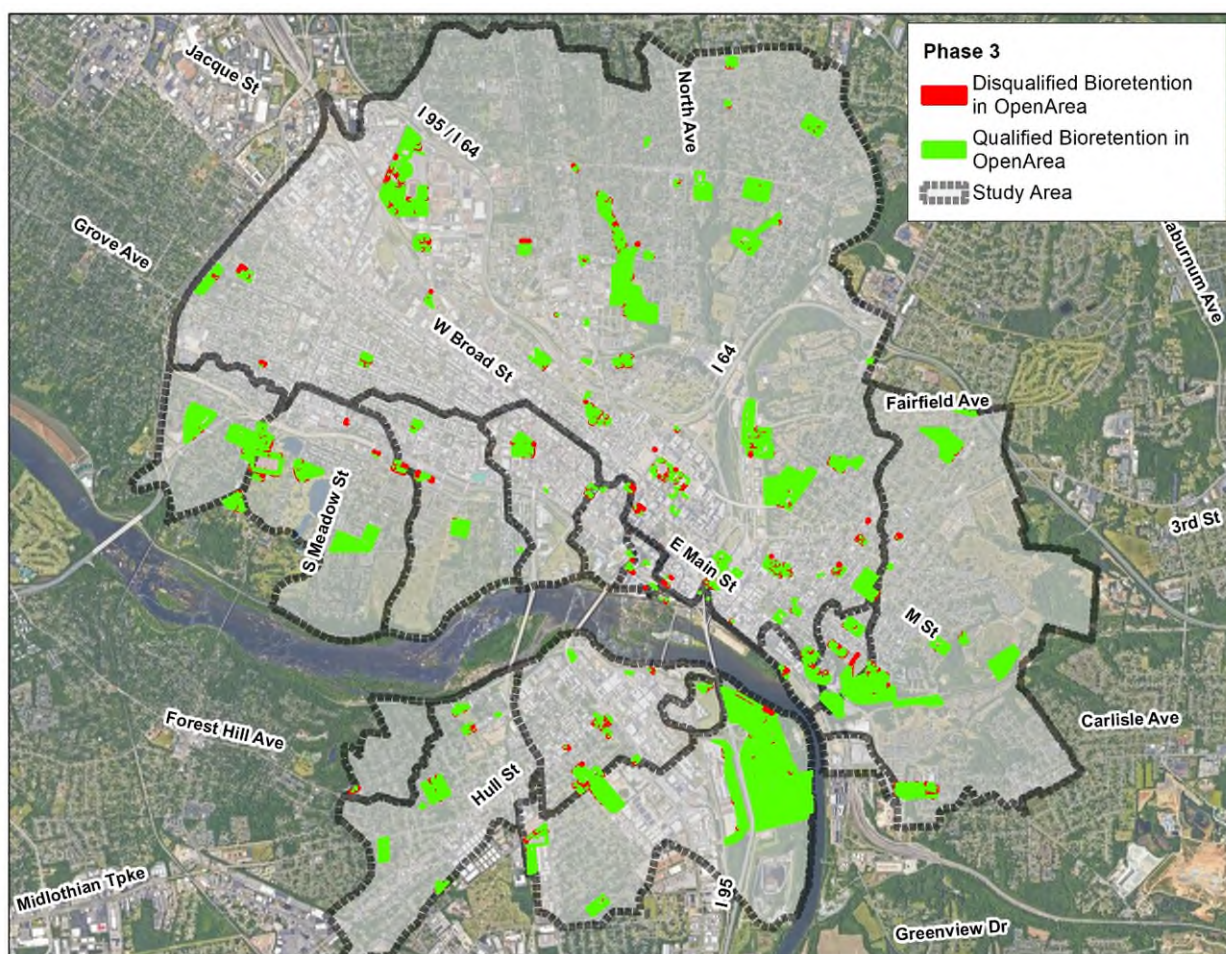 Phase 3
Disqualified Bioretention
in OpenArea
Qualified Bioretention in
OpenArea
Study Area
Jacque St
I 95 / I 64
North Ave
Grove Ave
W Broad St
I 64
Fairfield Ave
3rd St
S Meadow St
E Main St
M St
Forest Hill Ave
Hull St
Carlisle Ave
Midlothian Tpke
I 95
Greenview Dr